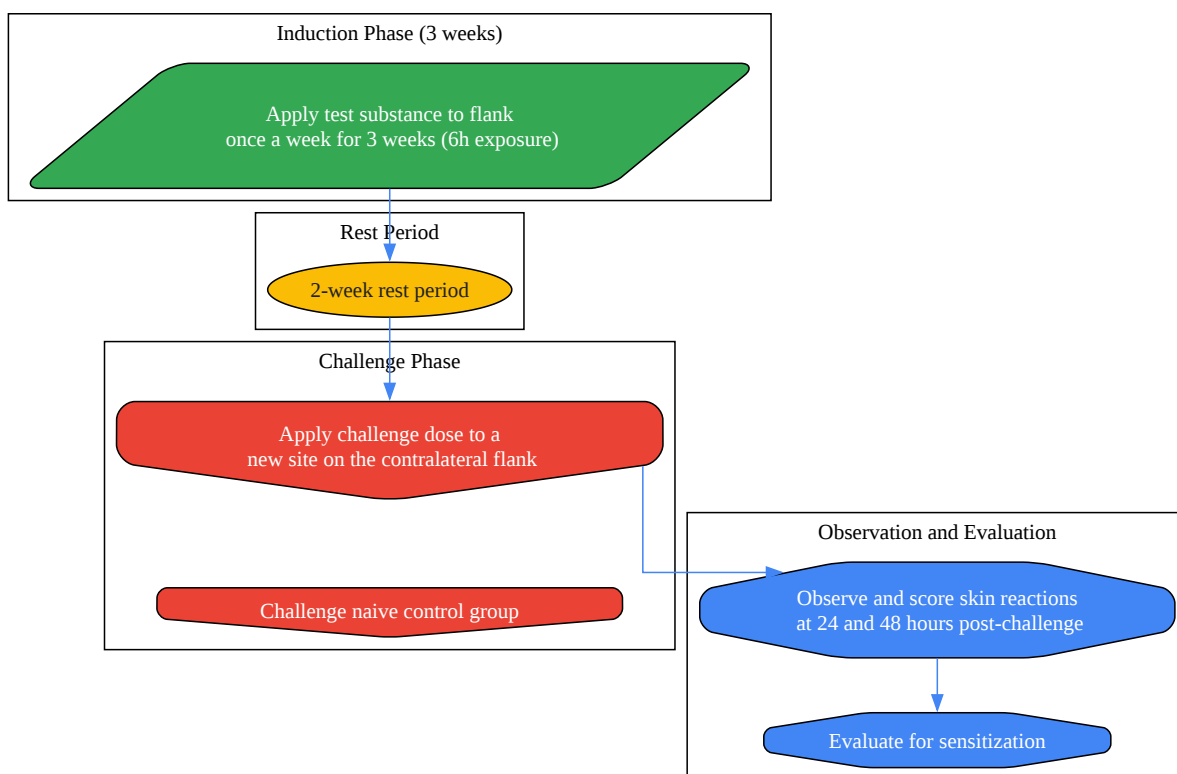 Induction Phase (3 weeks)
Apply test substance to flank
once a week for 3 weeks (6h exposure)
Rest Period
2-week rest period
Challenge Phase
Apply challenge dose to a
new site on the contralateral flank
Challenge naive control group
Observation and Evaluation
Observe and score skin reactions
at 24 and 48 hours post-challenge
Evaluate for sensitization